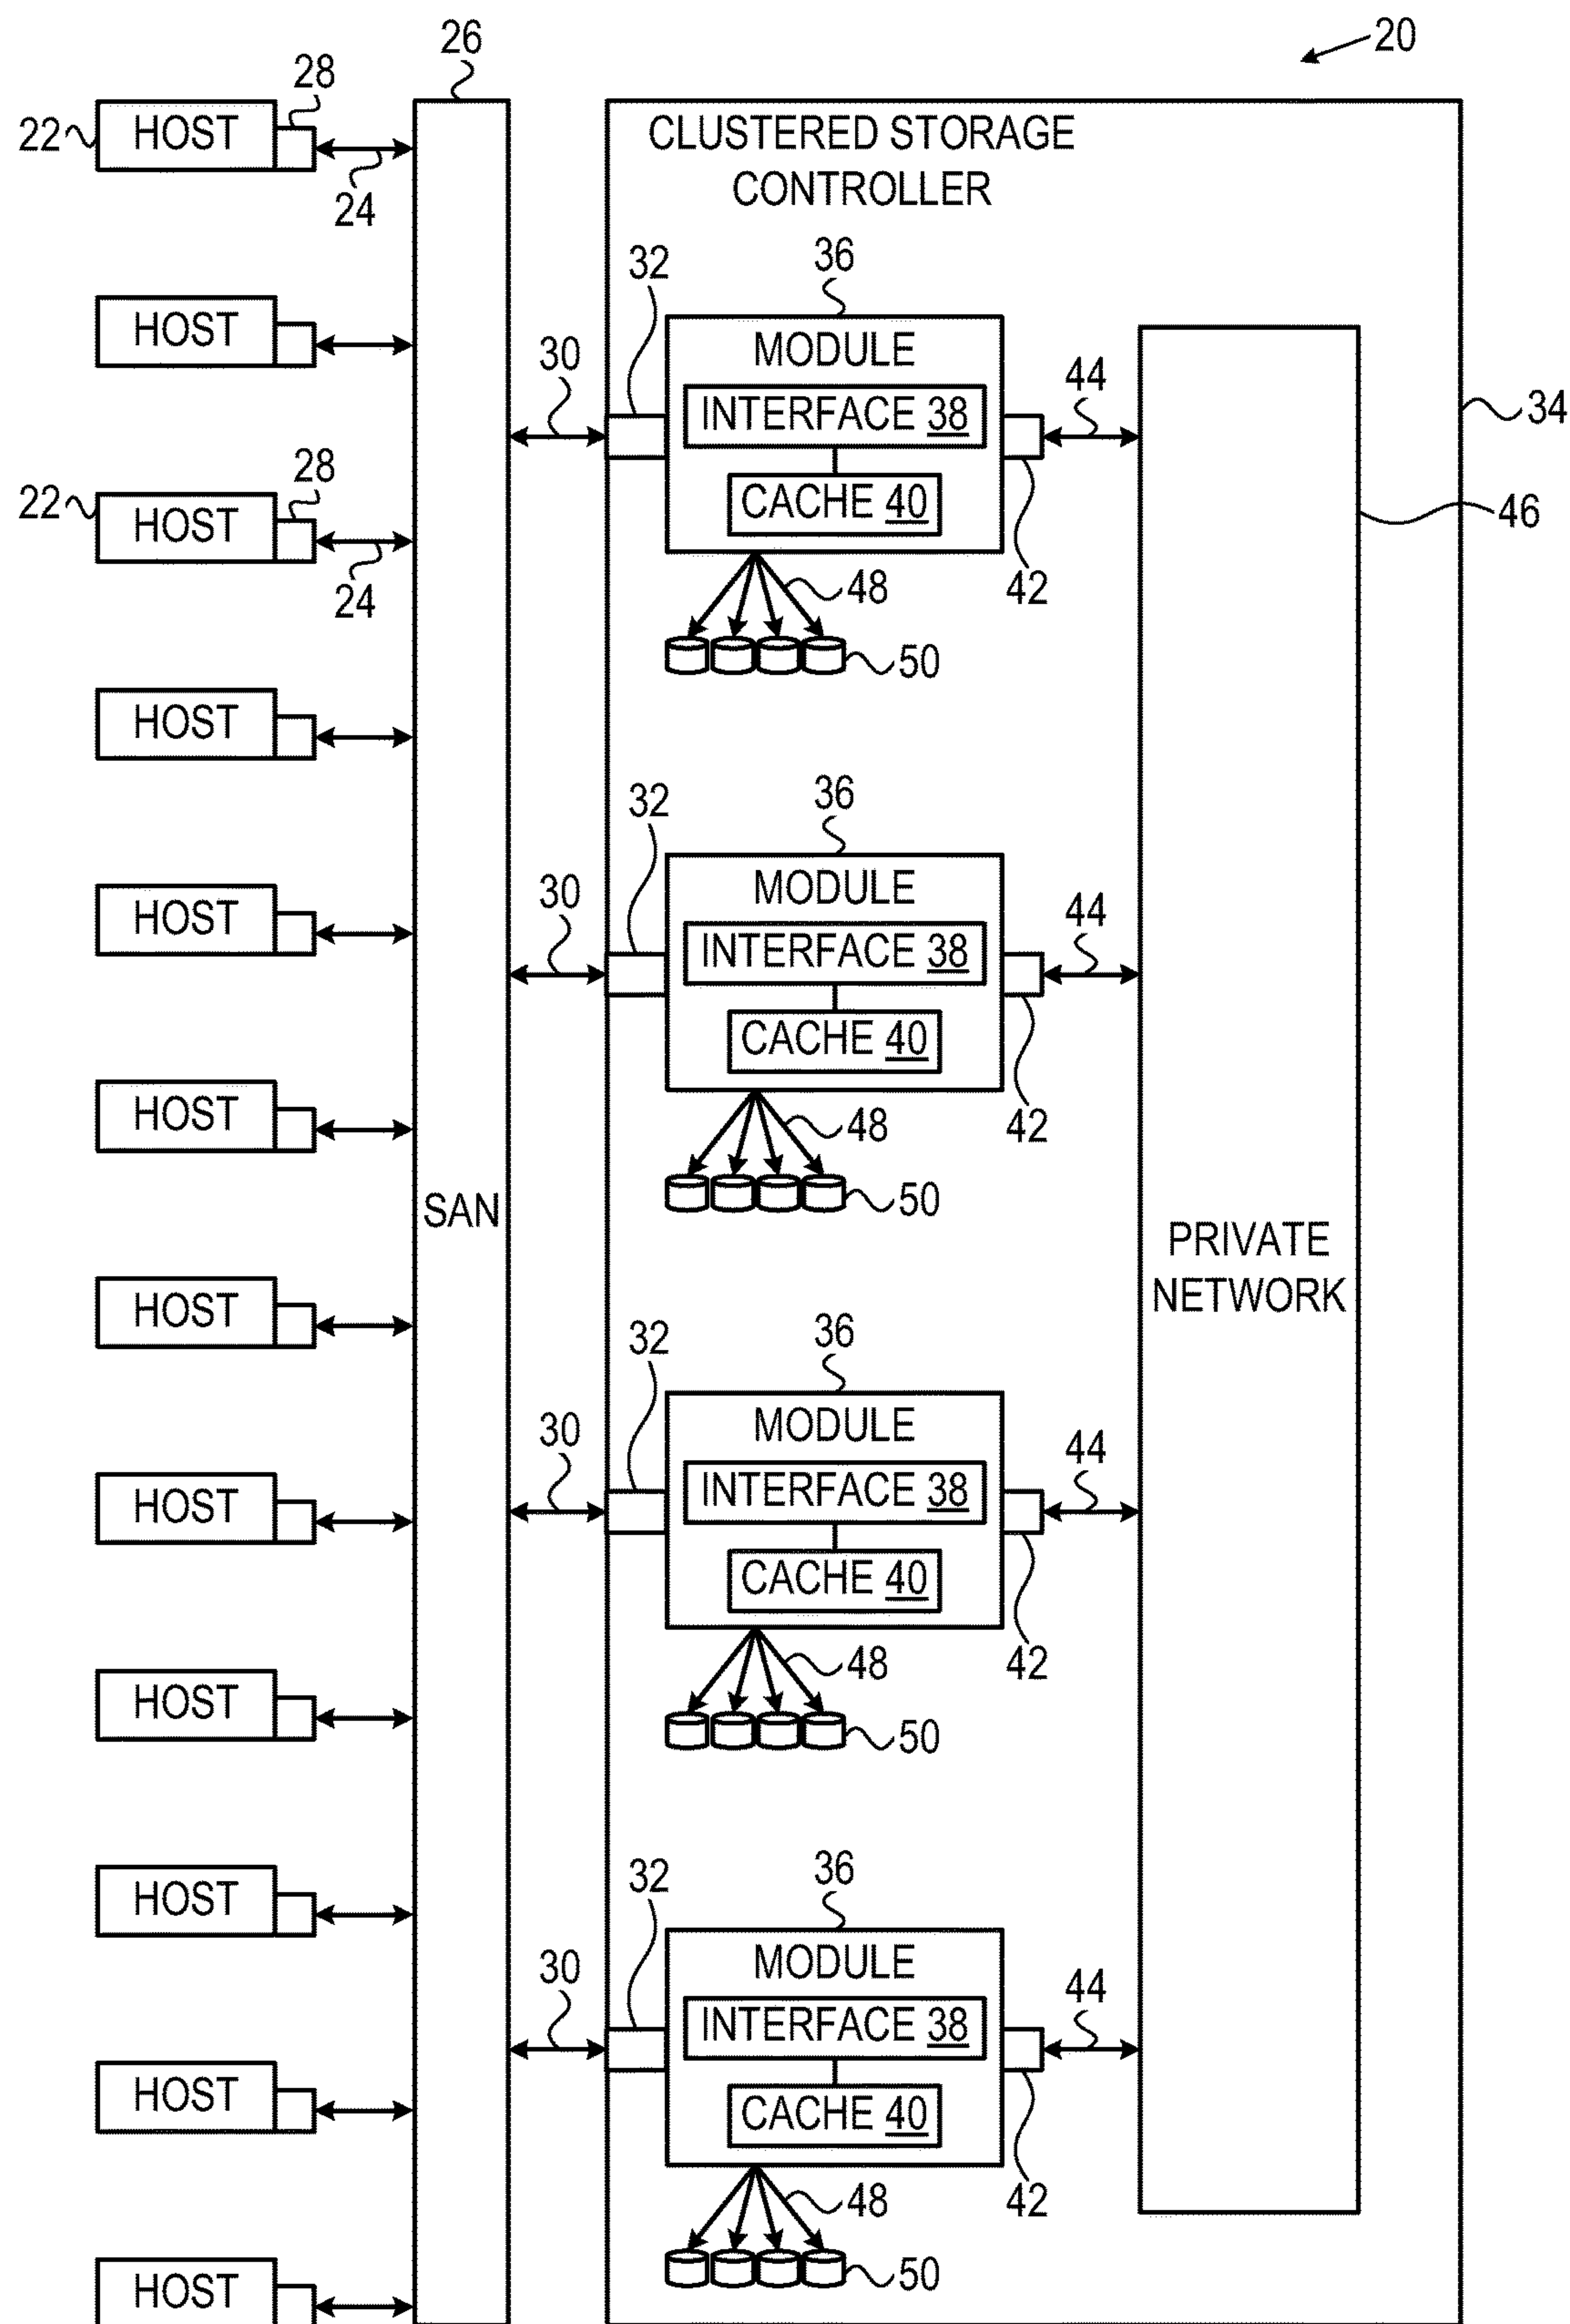 20
26
28
22 HOST
24
CLUSTERED STORAGE
CONTROLLER
HOST
28
22 HOST
24
HOST
HOST
HOST
HOST
HOST
HOST
HOST
HOST
HOST
SAN
30
32
36
MODULE
INTERFACE 38
CACHE 40
44
42
48
50
34
46
30
32
36
MODULE
INTERFACE 38
CACHE 40
44
42
48
50
PRIVATE
NETWORK
30
32
36
MODULE
INTERFACE 38
CACHE 40
44
42
48
50
30
32
36
MODULE
INTERFACE 38
CACHE 40
44
42
48
50